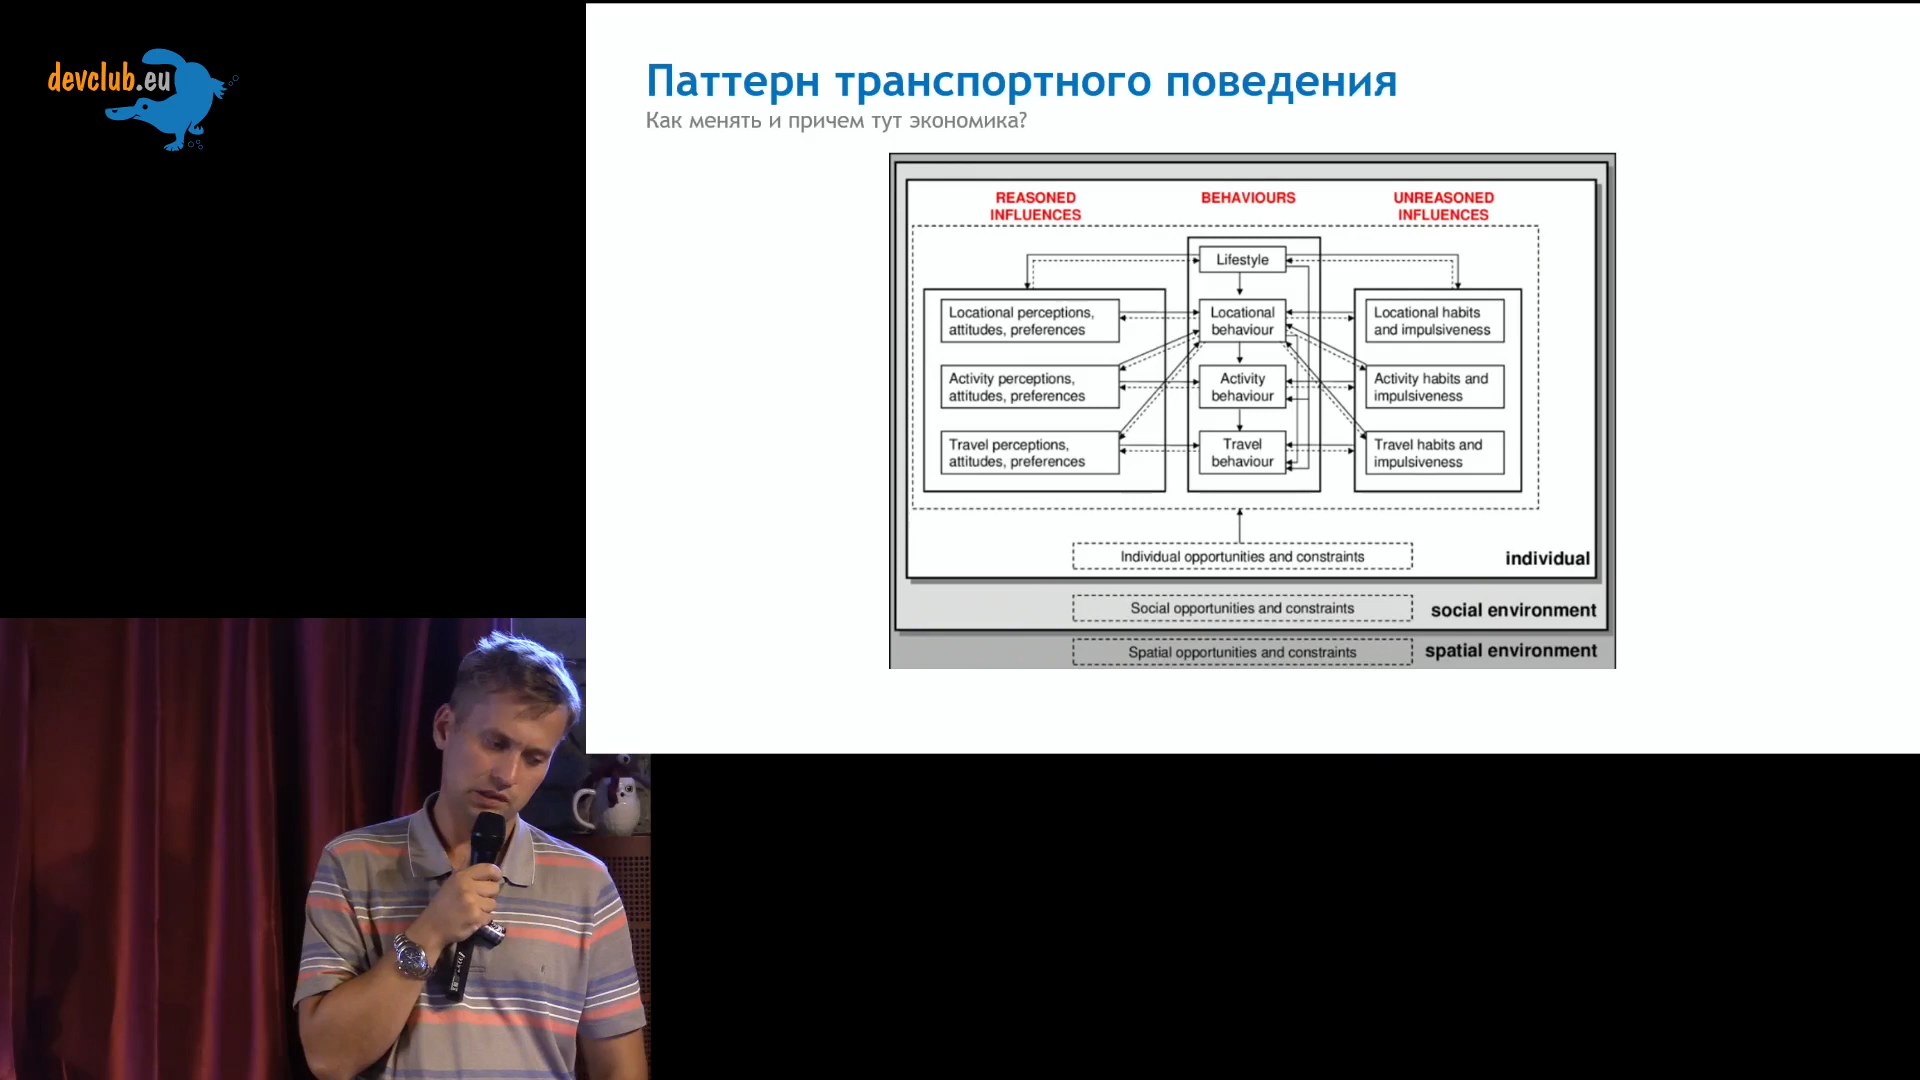 devclub.eu
Паттерн транспортного поведения
Как менять и причем тут экономика?
REASONED
INFLUENCES
BEHAVIOURS
UNREASONED
INFLUENCES
Lifestyle
Locational perceptions,
attitudes, preferences
Locational
behaviour
Locational habits
and impulsiveness
Activity perceptions,
attitudes, preferences
Activity
behaviour
Activity habits and
impulsiveness
Travel perceptions,
attitudes, preferences
Travel
behaviour
Travel habits and
impulsiveness
Individual opportunities and constraints
individual
Social opportunities and constraints
social environment
Spatial opportunities and constraints
spatial environment